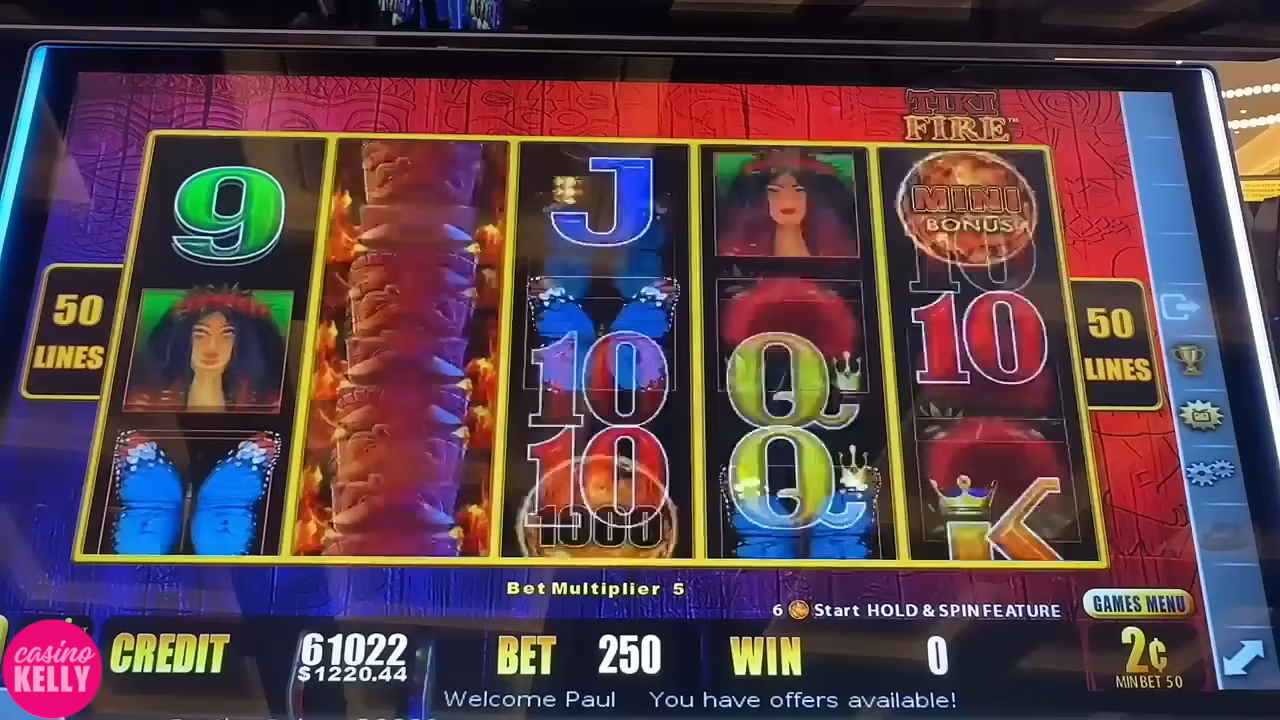 TIKI
FIRE™
9
J
MINI
BONUS
10
10
10
10
1000
Q
Q
K
50
LINES
50
LINES
Bet Multiplier 5
6 Start HOLD & SPIN FEATURE
GAMES MENU
CREDIT 61022
$1220.44
BET 250
WIN 0
2¢
MIN BET 50
Welcome Paul You have offers available!
casino
KELLY